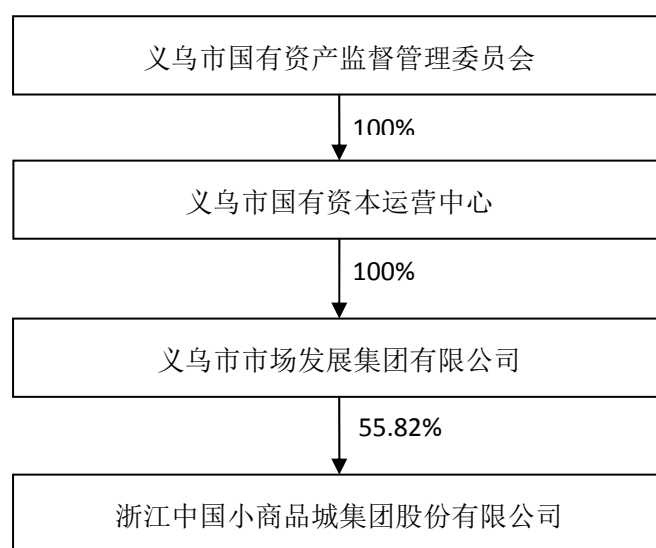 义乌市国有资产监督管理委员会
100%
义乌市国有资本运营中心
100%
义乌市市场发展集团有限公司
55.82%
浙江中国小商品城集团股份有限公司